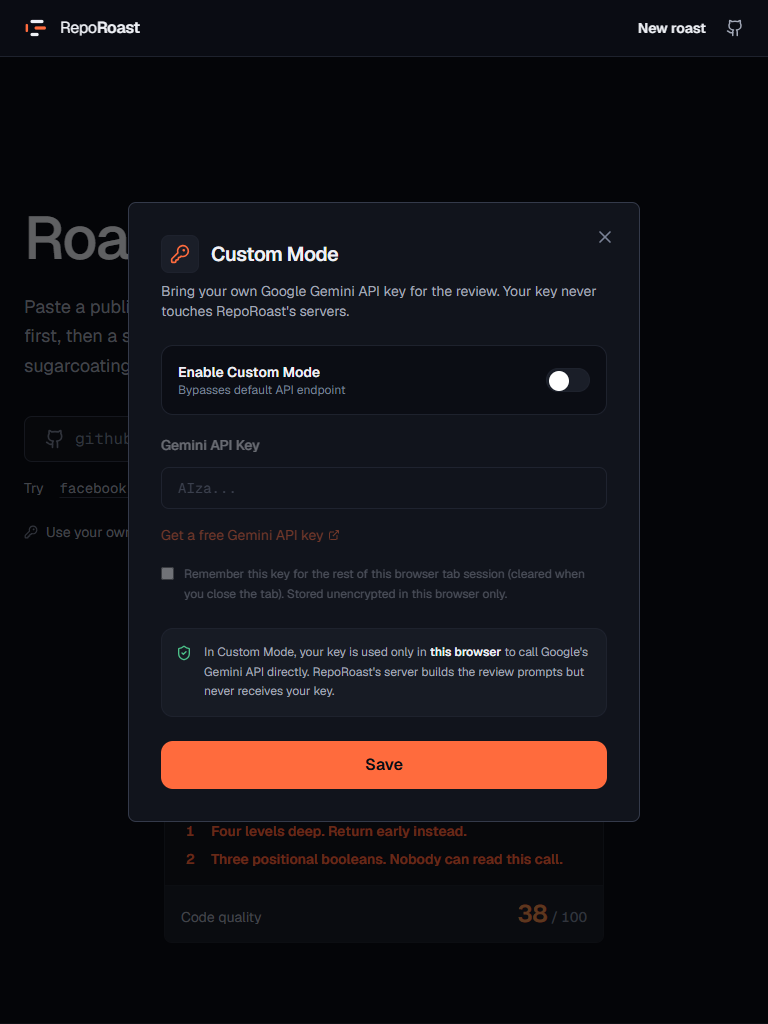 RepoRoast
New roast
Roa
Paste a publi
first, then a s
sugarcoating
github
Try facebook
Use your own
Custom Mode
Bring your own Google Gemini API key for the review. Your key never
touches RepoRoast's servers.
Enable Custom Mode
Bypasses default API endpoint
Gemini API Key
AIza...
Get a free Gemini API key
Remember this key for the rest of this browser tab session (cleared when
you close the tab). Stored unencrypted in this browser only.
In Custom Mode, your key is used only in this browser to call Google's
Gemini API directly. RepoRoast's server builds the review prompts but
never receives your key.
Save
1 Four levels deep. Return early instead.
2 Three positional booleans. Nobody can read this call.
Code quality 38 / 100